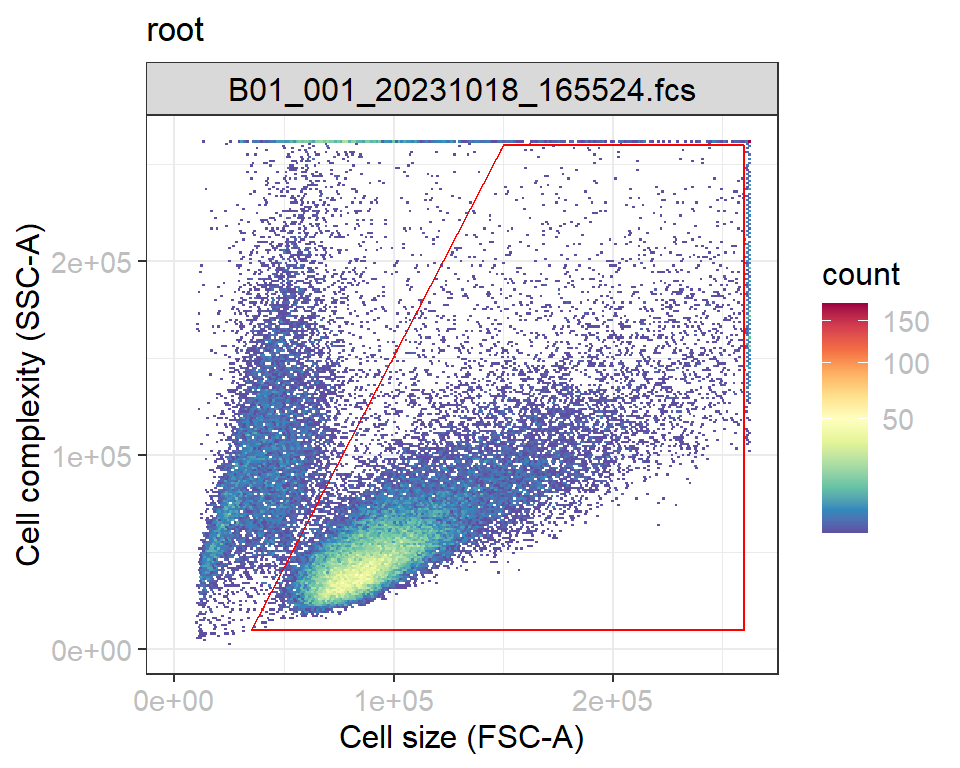 root
B01_001_20231018_165524.fcs
Cell complexity (SSC-A)
2e+05
1e+05
0e+00
0e+00 1e+05 2e+05
Cell size (FSC-A)
count
150
100
50